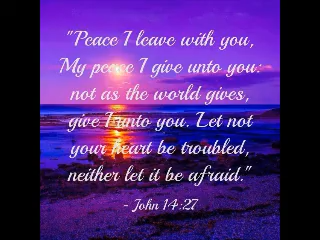 "Peace I leave with you,
My peace I give unto you:
not as the world gives,
give I unto you. Let not
your heart be troubled,
neither let it be afraid."
- John 14:27